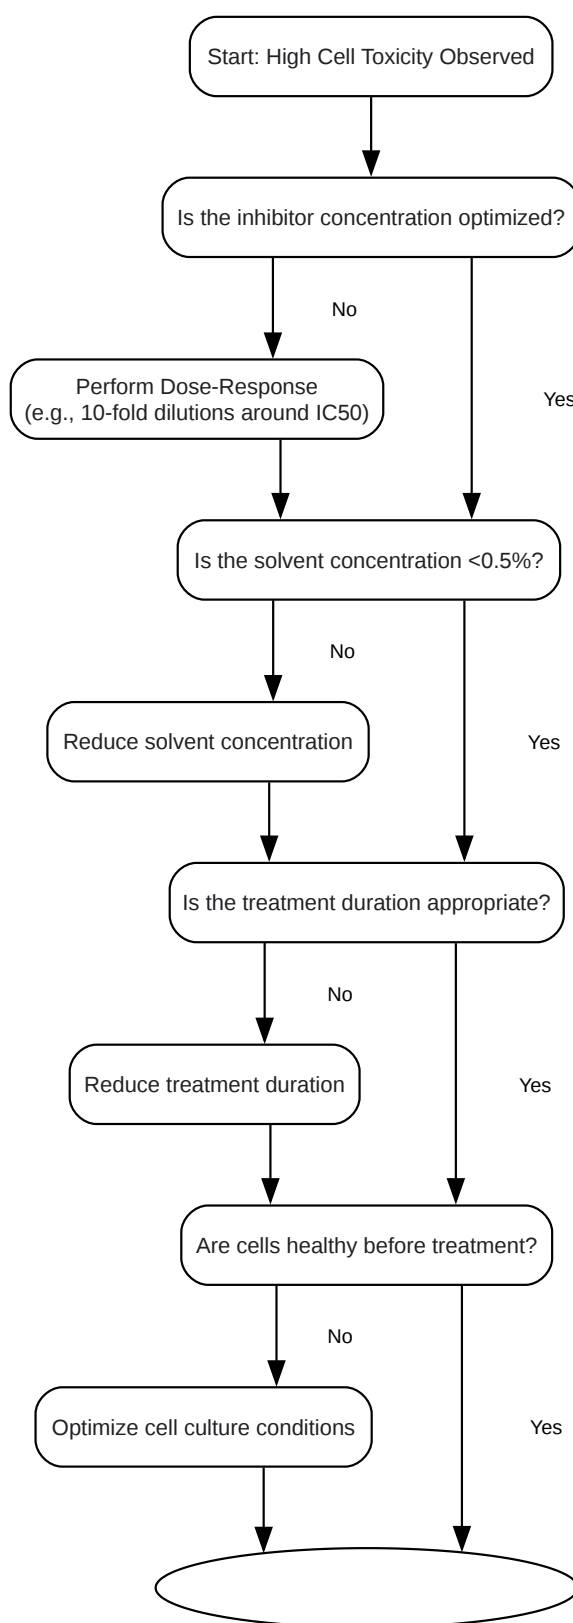 Start: High Cell Toxicity Observed
Is the inhibitor concentration optimized?
No
Perform Dose-Response
(e.g., 10-fold dilutions around IC50)
Yes
Is the solvent concentration <0.5%?
No
Reduce solvent concentration
Yes
Is the treatment duration appropriate?
No
Reduce treatment duration
Yes
Are cells healthy before treatment?
No
Optimize cell culture conditions
Yes